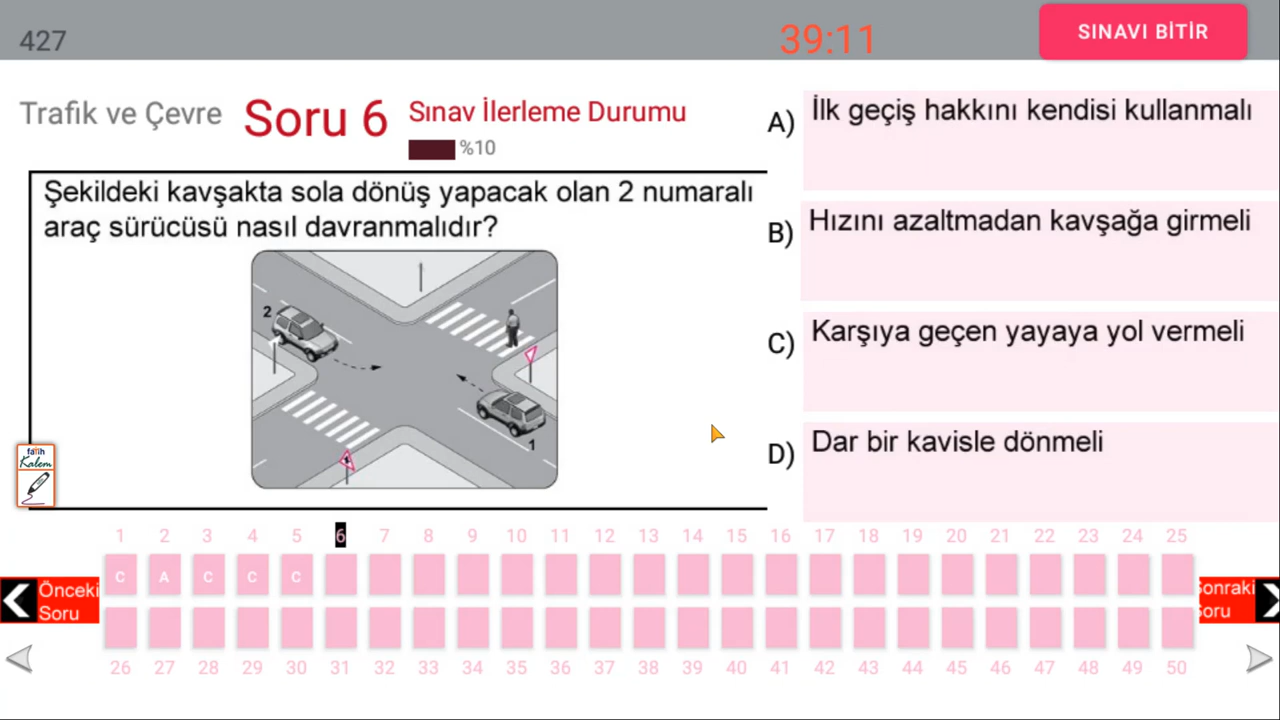 427
39:11
SINAVI BİTİR
Trafik ve Çevre
Soru 6
Sınav İlerleme Durumu
%10
Şekildeki kavşakta sola dönüş yapacak olan 2 numaralı
araç sürücüsü nasıl davranmalıdır?
2
1
A) İlk geçiş hakkını kendisi kullanmalı
B) Hızını azaltmadan kavşağa girmeli
C) Karşıya geçen yayaya yol vermeli
D) Dar bir kavisle dönmeli
fatih
Kalem
1 2 3 4 5 6 7 8 9 10 11 12 13 14 15 16 17 18 19 20 21 22 23 24 25
C A C C C
Önceki
Soru
Sonraki
Soru
26 27 28 29 30 31 32 33 34 35 36 37 38 39 40 41 42 43 44 45 46 47 48 49 50